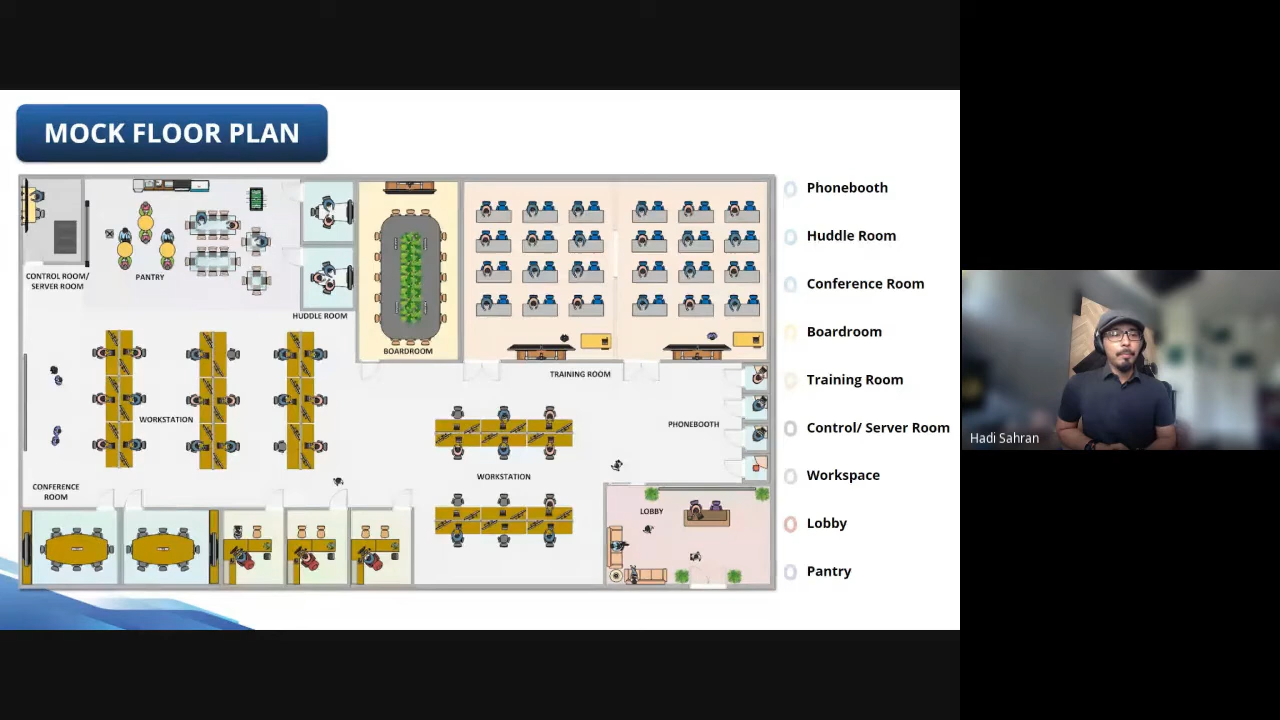 MOCK FLOOR PLAN
CONTROL ROOM/
SERVER ROOM
PANTRY
HUDDLE ROOM
BOARDROOM
TRAINING ROOM
WORKSTATION
PHONEBOOTH
WORKSTATION
CONFERENCE
ROOM
LOBBY
Phonebooth
Huddle Room
Conference Room
Boardroom
Training Room
Control/ Server Room
Workspace
Lobby
Pantry
Hadi Sahran